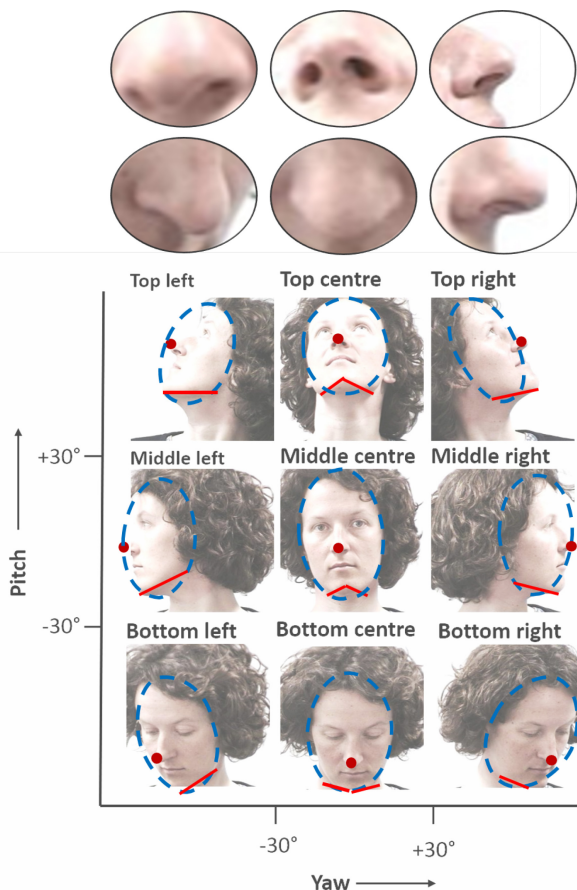 Top left
Top centre
Top right
+30°
Middle left
Middle centre
Middle right
Pitch
-30°
Bottom left
Bottom centre
Bottom right
-30°
+30°
Yaw